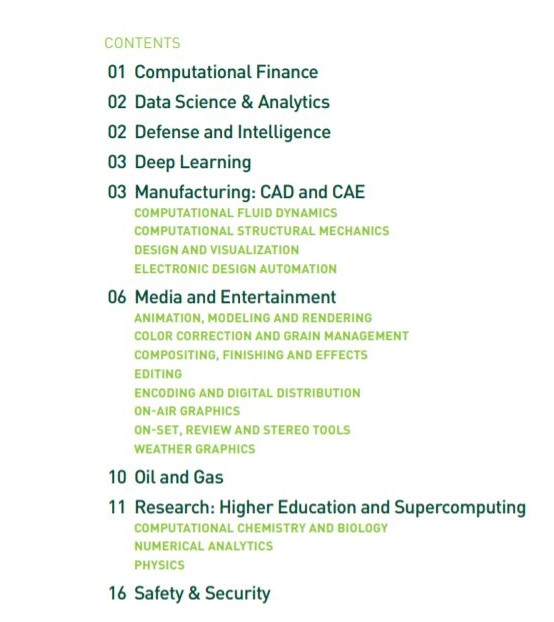 CONTENTS
01 Computational Finance
02 Data Science & Analytics
02 Defense and Intelligence
03 Deep Learning
03 Manufacturing: CAD and CAE
COMPUTATIONAL FLUID DYNAMICS
COMPUTATIONAL STRUCTURAL MECHANICS
DESIGN AND VISUALIZATION
ELECTRONIC DESIGN AUTOMATION
06 Media and Entertainment
ANIMATION, MODELING AND RENDERING
COLOR CORRECTION AND GRAIN MANAGEMENT
COMPOSITING, FINISHING AND EFFECTS
EDITING
ENCODING AND DIGITAL DISTRIBUTION
ON-AIR GRAPHICS
ON-SET, REVIEW AND STEREO TOOLS
WEATHER GRAPHICS
10 Oil and Gas
11 Research: Higher Education and Supercomputing
COMPUTATIONAL CHEMISTRY AND BIOLOGY
NUMERICAL ANALYTICS
PHYSICS
16 Safety & Security